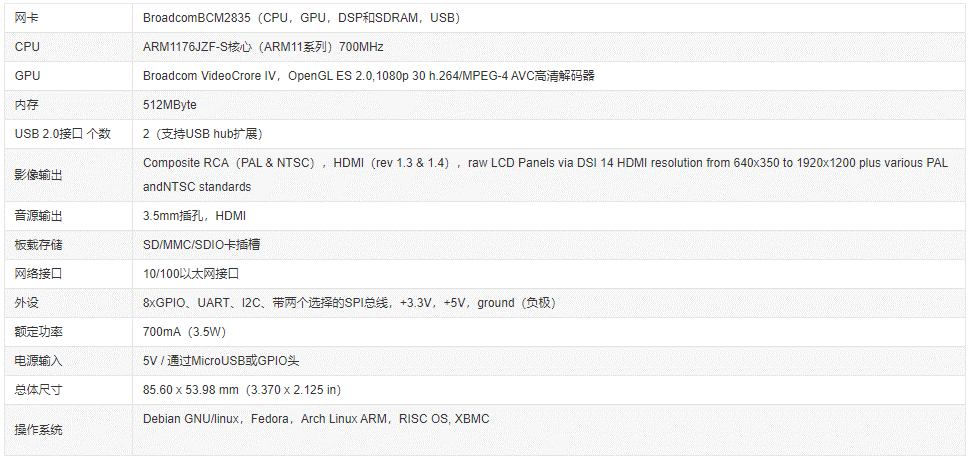 网卡 BroadcomBCM2835（CPU，GPU，DSP和SDRAM，USB）
CPU ARM1176JZF-S核心（ARM11系列）700MHz
GPU Broadcom VideoCrore IV，OpenGL ES 2.0,1080p 30 h.264/MPEG-4 AVC高清解码器
内存 512MByte
USB 2.0接口 个数 2（支持USB hub扩展）
影像输出 Composite RCA（PAL & NTSC），HDMI（rev 1.3 & 1.4），raw LCD Panels via DSI 14 HDMI resolution from 640x350 to 1920x1200 plus various PAL
andNTSC standards
音源输出 3.5mm插孔，HDMI
板载存储 SD/MMC/SDIO卡插槽
网络接口 10/100以太网接口
外设 8xGPIO、UART、I2C、带两个选择的SPI总线，+3.3V，+5V，ground（负极）
额定功率 700mA（3.5W）
电源输入 5V / 通过MicroUSB或GPIO头
总体尺寸 85.60 x 53.98 mm（3.370 x 2.125 in）
操作系统 Debian GNU/linux，Fedora，Arch Linux ARM，RISC OS, XBMC